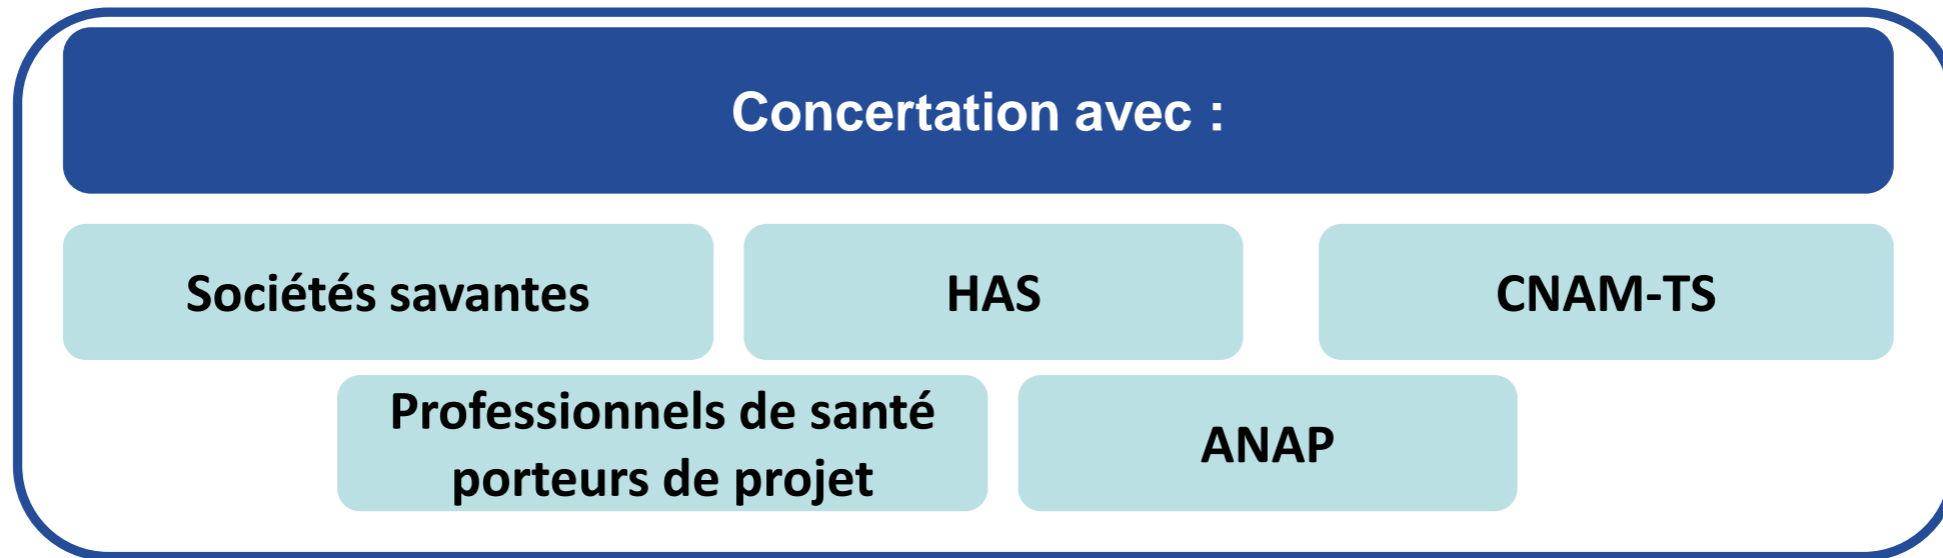 Concertation avec :
Sociétés savantes
HAS
CNAM-TS
Professionnels de santé
porteurs de projet
ANAP